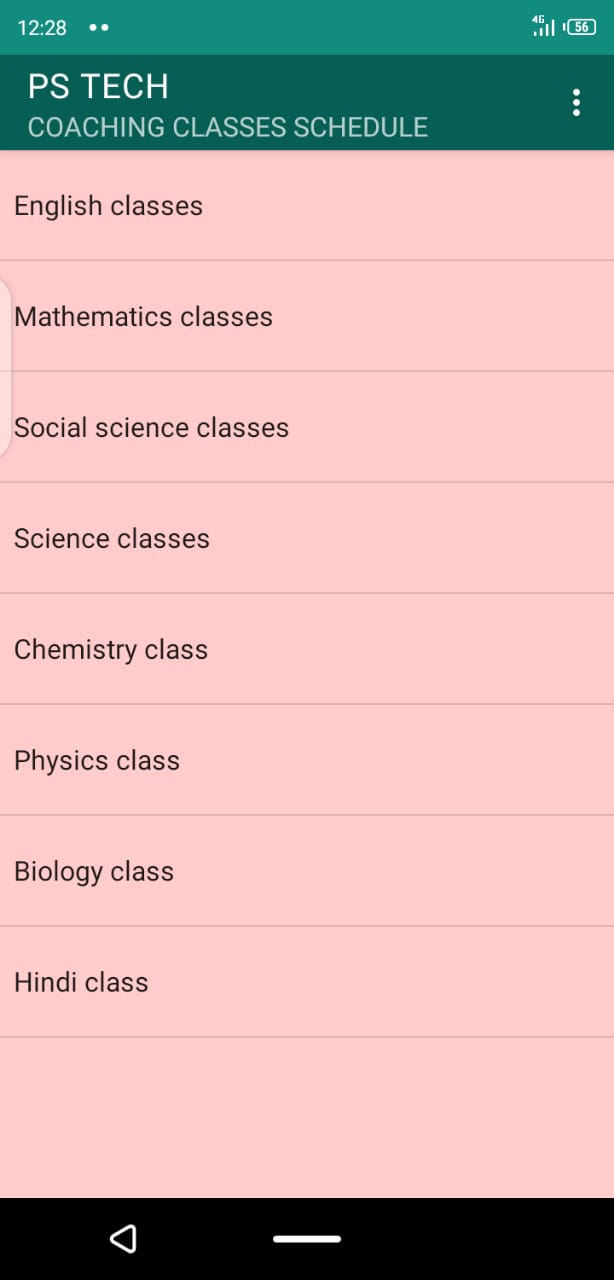 12:28
4G
56
PS TECH
COACHING CLASSES SCHEDULE
English classes
Mathematics classes
Social science classes
Science classes
Chemistry class
Physics class
Biology class
Hindi class